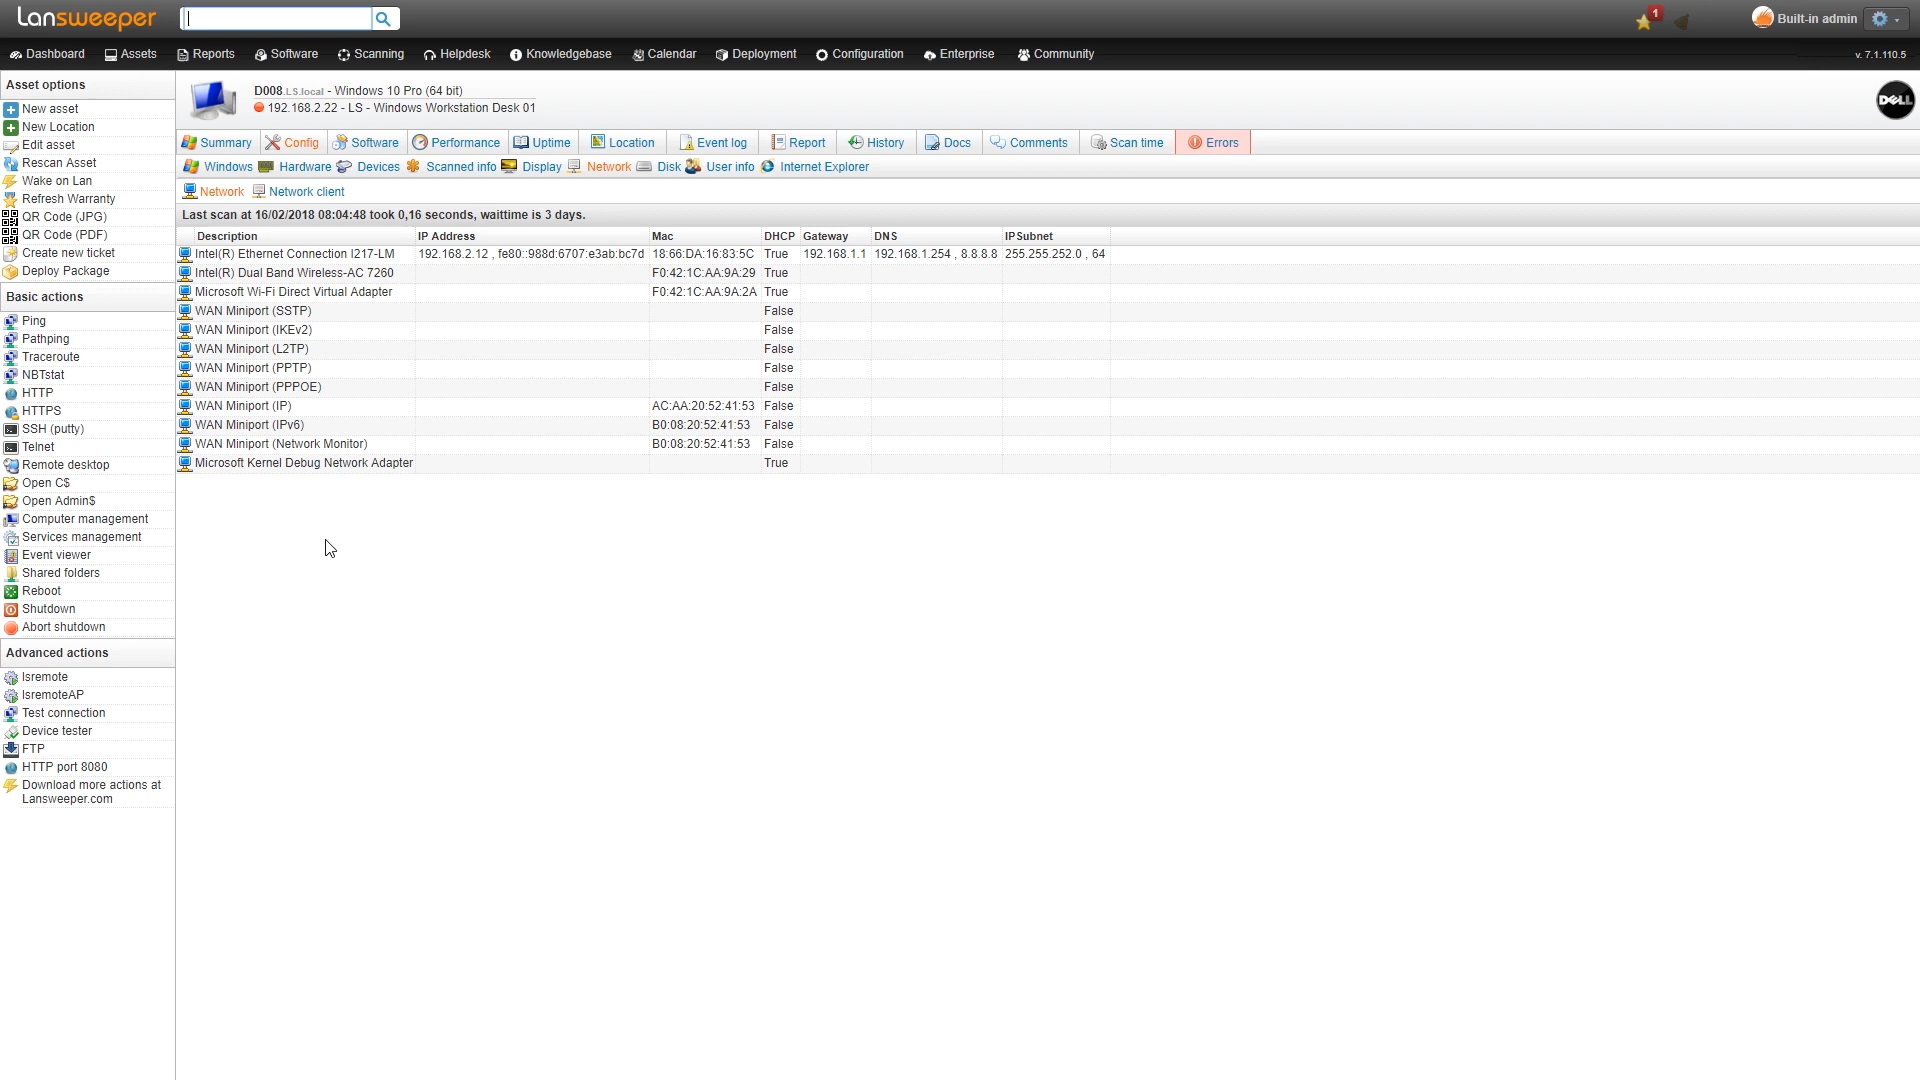 Lansweeper
1
Built-in admin
Dashboard Assets Reports Software Scanning Helpdesk Knowledgebase Calendar Deployment Configuration Enterprise Community
v. 7.1.110.5
Asset options
New asset
New Location
Edit asset
Rescan Asset
Wake on Lan
Refresh Warranty
QR Code (JPG)
QR Code (PDF)
Create new ticket
Deploy Package
Basic actions
Ping
Pathping
Traceroute
NBTstat
HTTP
HTTPS
SSH (putty)
Telnet
Remote desktop
Open C$
Open Admin$
Computer management
Services management
Event viewer
Shared folders
Reboot
Shutdown
Abort shutdown
Advanced actions
lsremote
lsremoteAP
Test connection
Device tester
FTP
HTTP port 8080
Download more actions at
Lansweeper.com
D008.LS.local - Windows 10 Pro (64 bit)
192.168.2.22 - LS - Windows Workstation Desk 01
DELL
Summary Config Software Performance Uptime Location Event log Report History Docs Comments Scan time Errors
Windows Hardware Devices Scanned info Display Network Disk User info Internet Explorer
Network Network client
Last scan at 16/02/2018 08:04:48 took 0,16 seconds, waittime is 3 days.
Description IP Address Mac DHCP Gateway DNS IPSubnet
Intel(R) Ethernet Connection I217-LM 192.168.2.12 , fe80::988d:6707:e3ab:bc7d 18:66:DA:16:83:5C True 192.168.1.1 192.168.1.254 , 8.8.8.8 255.255.252.0 , 64
Intel(R) Dual Band Wireless-AC 7260 F0:42:1C:AA:9A:29 True
Microsoft Wi-Fi Direct Virtual Adapter F0:42:1C:AA:9A:2A True
WAN Miniport (SSTP) False
WAN Miniport (IKEv2) False
WAN Miniport (L2TP) False
WAN Miniport (PPTP) False
WAN Miniport (PPPOE) False
WAN Miniport (IP) AC:AA:20:52:41:53 False
WAN Miniport (IPv6) B0:08:20:52:41:53 False
WAN Miniport (Network Monitor) B0:08:20:52:41:53 False
Microsoft Kernel Debug Network Adapter True